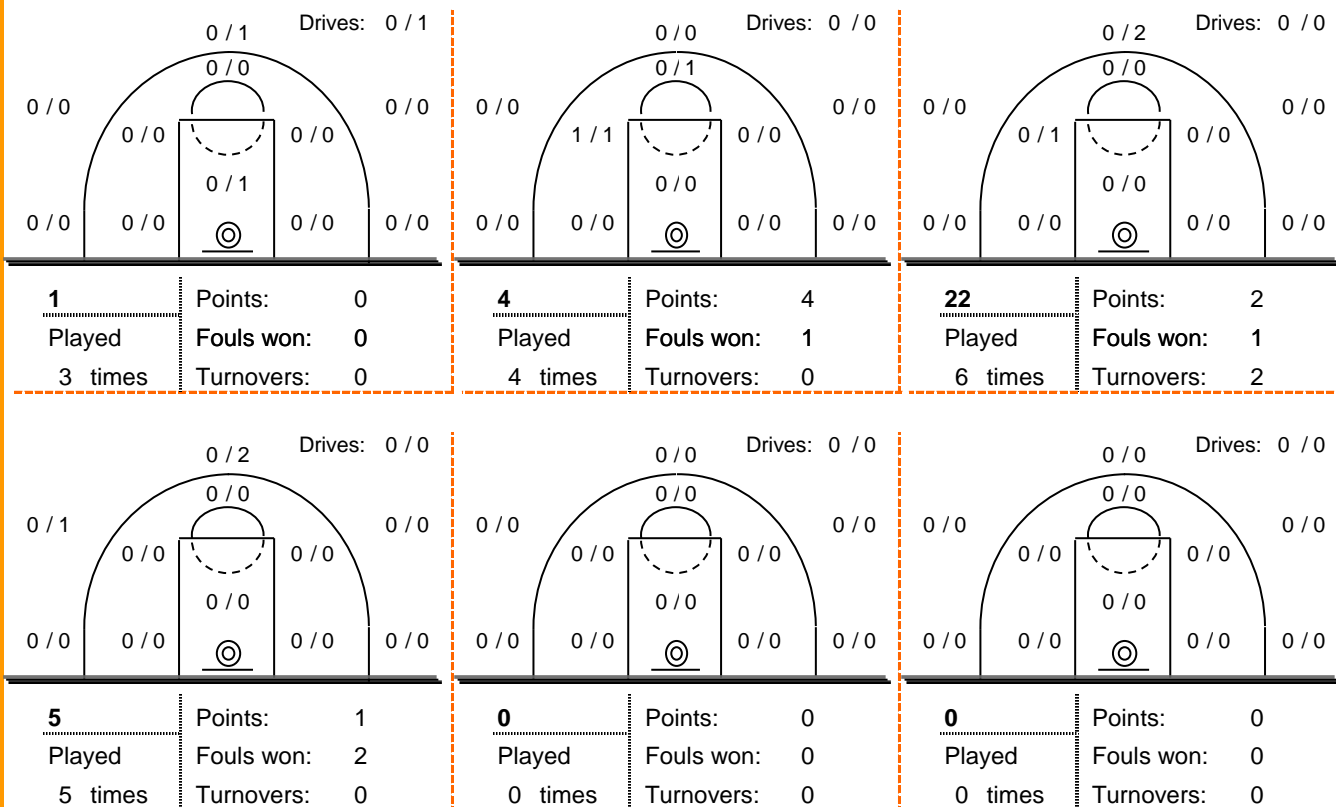 Drives: 0 / 1
0 / 1
0 / 0
0 / 0
0 / 0
0 / 0
0 / 0
0 / 1
0 / 0
0 / 0
0 / 0
0 / 0
1
Played
3 times
Points: 0
Fouls won: 0
Turnovers: 0
Drives: 0 / 0
0 / 0
0 / 1
0 / 0
0 / 0
1 / 1
0 / 0
0 / 0
0 / 0
0 / 0
0 / 0
0 / 0
4
Played
4 times
Points: 4
Fouls won: 1
Turnovers: 0
Drives: 0 / 0
0 / 2
0 / 0
0 / 0
0 / 0
0 / 1
0 / 0
0 / 0
0 / 0
0 / 0
0 / 0
0 / 0
22
Played
6 times
Points: 2
Fouls won: 1
Turnovers: 2
Drives: 0 / 0
0 / 2
0 / 0
0 / 1
0 / 0
0 / 0
0 / 0
0 / 0
0 / 0
0 / 0
0 / 0
0 / 0
5
Played
5 times
Points: 1
Fouls won: 2
Turnovers: 0
Drives: 0 / 0
0 / 0
0 / 0
0 / 0
0 / 0
0 / 0
0 / 0
0 / 0
0 / 0
0 / 0
0 / 0
0 / 0
0
Played
0 times
Points: 0
Fouls won: 0
Turnovers: 0
Drives: 0 / 0
0 / 0
0 / 0
0 / 0
0 / 0
0 / 0
0 / 0
0 / 0
0 / 0
0 / 0
0 / 0
0 / 0
0
Played
0 times
Points: 0
Fouls won: 0
Turnovers: 0